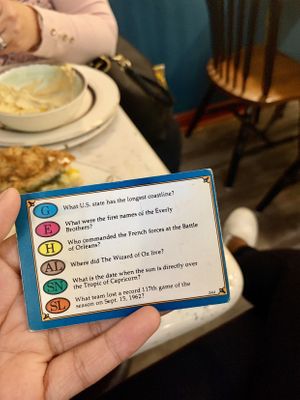 G What U.S. state has the longest coastline?
E What were the first names of the Everly
Brothers?
H Who commanded the French forces at the Battle
of Orleans?
AL Where did The Wizard of Oz live?
SN What is the date when the sun is directly over
the Tropic of Capricorn?
SL What team lost a record 117th game of the
season on Sept. 15, 1962?